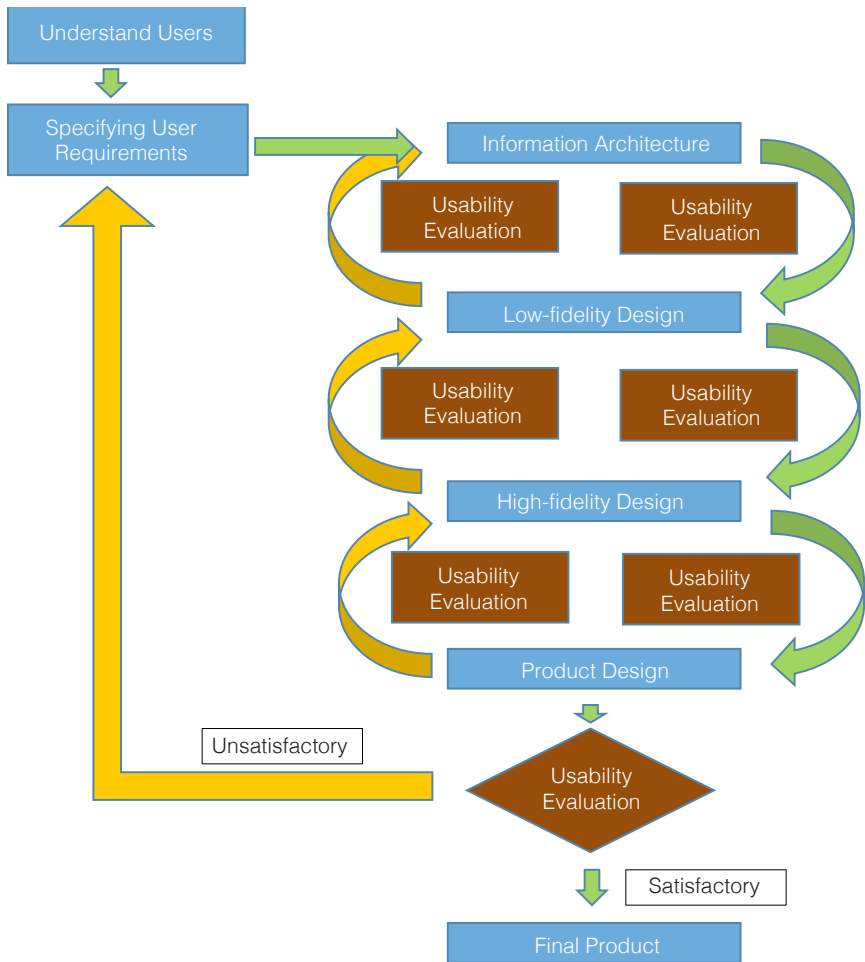 Understand Users
Specifying User
Requirements
Information Architecture
Usability
Evaluation
Usability
Evaluation
Low-fidelity Design
Usability
Evaluation
Usability
Evaluation
High-fidelity Design
Usability
Evaluation
Usability
Evaluation
Product Design
Unsatisfactory
Usability
Evaluation
Satisfactory
Final Product